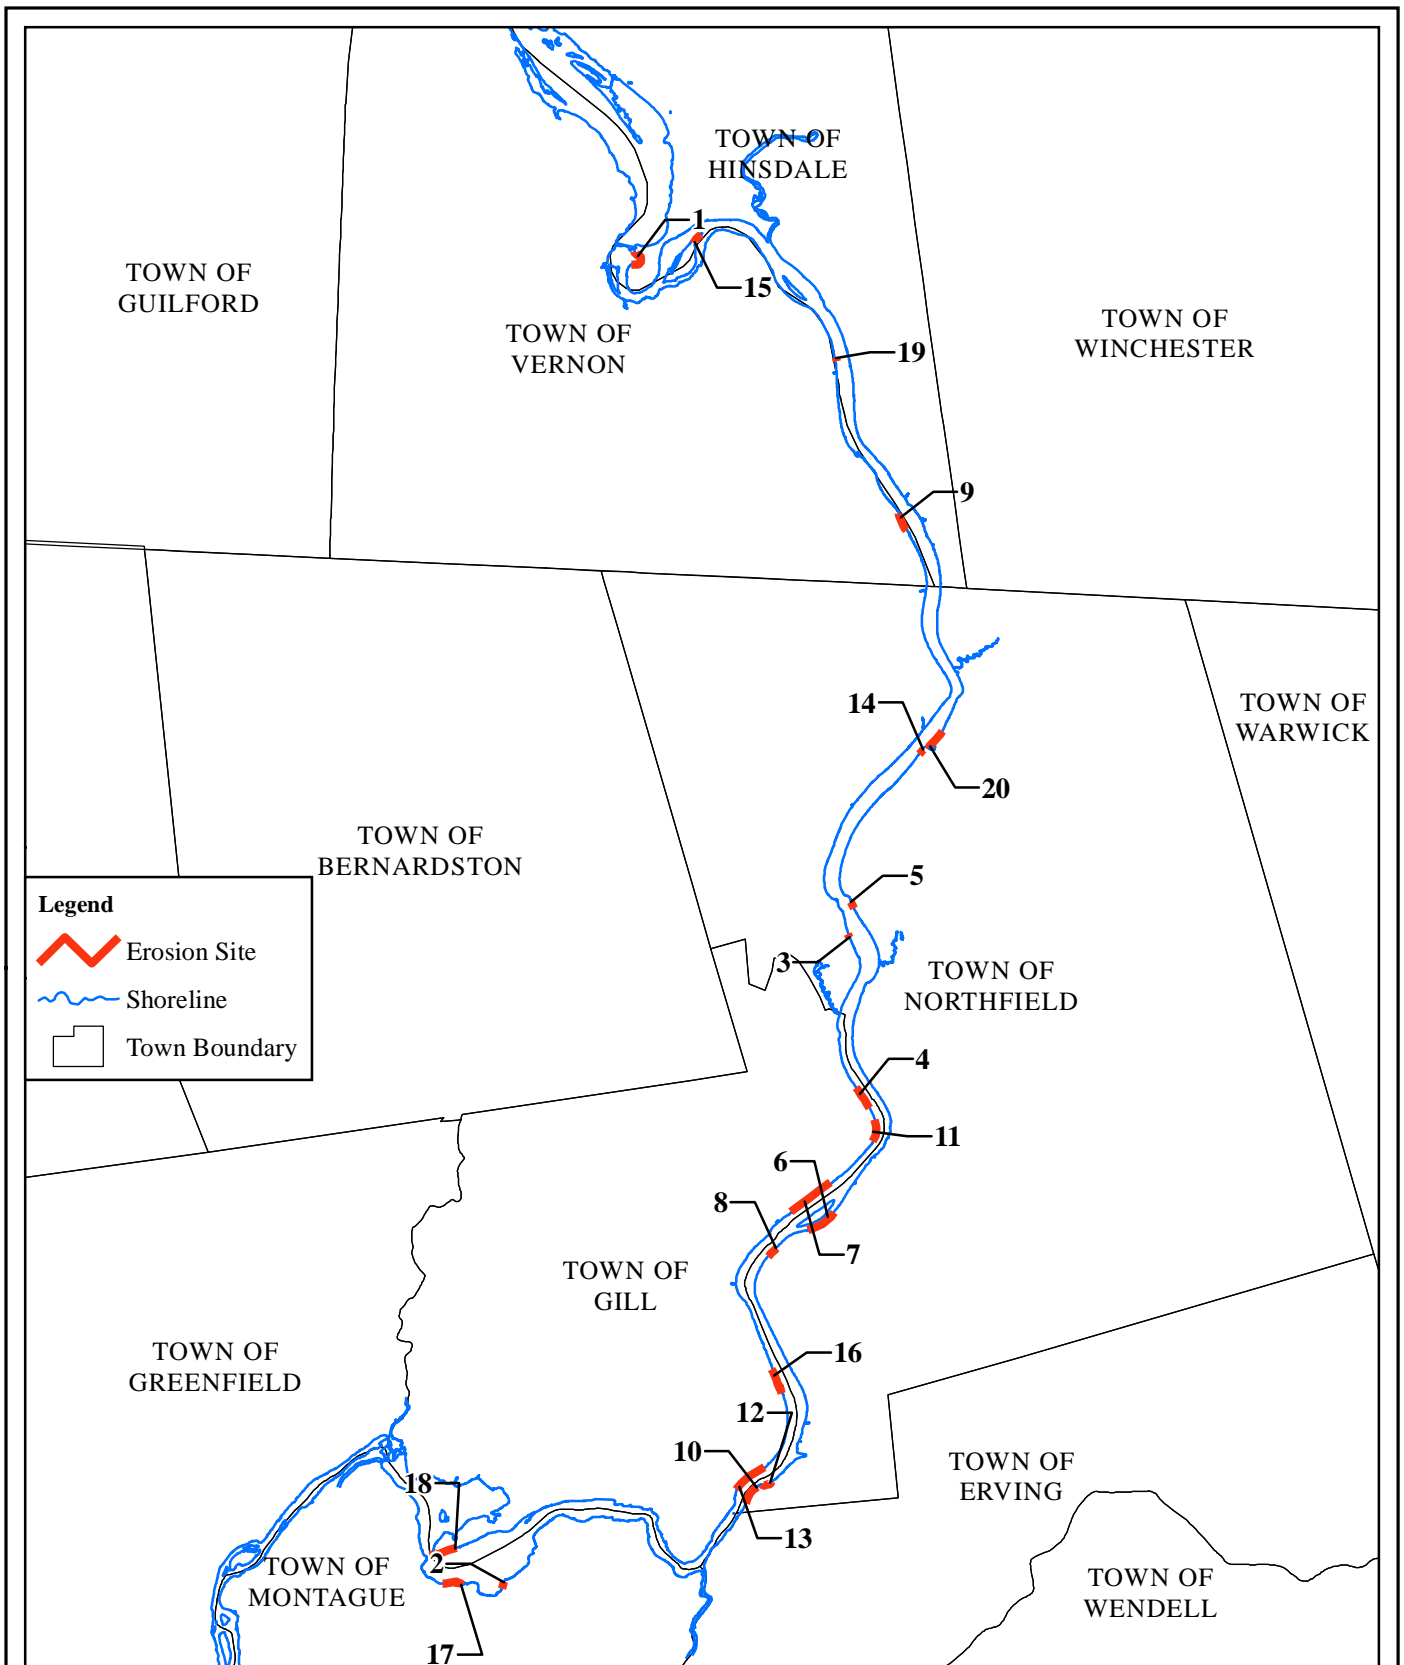 TOWN OF
HINSDALE
1
TOWN OF
GUILFORD
15
TOWN OF
VERNON
TOWN OF
WINCHESTER
19
9
14
TOWN OF
WARWICK
20
TOWN OF
BERNARDSTON
5
Legend
Erosion Site
Shoreline
Town Boundary
3
TOWN OF
NORTHFIELD
4
11
6
8
7
TOWN OF
GILL
TOWN OF
GREENFIELD
16
12
10
TOWN OF
ERVING
18
13
2
TOWN OF
MONTAGUE
TOWN OF
WENDELL
17